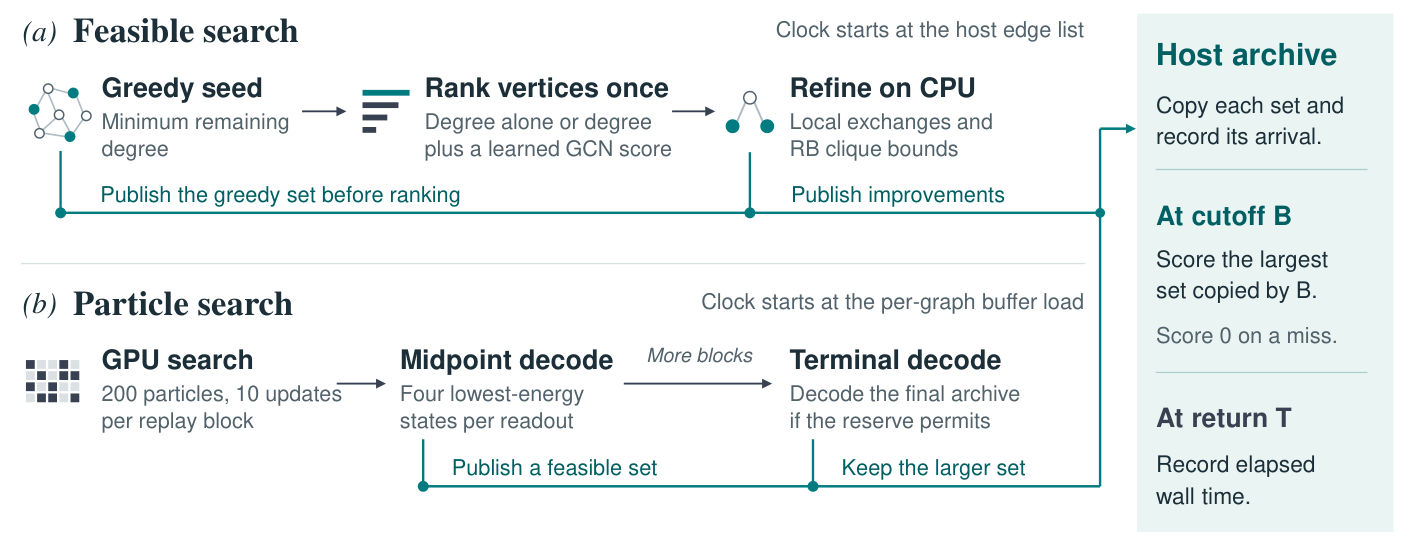 (a) Feasible search
Clock starts at the host edge list
Greedy seed
Minimum remaining
degree
Rank vertices once
Degree alone or degree
plus a learned GCN score
Refine on CPU
Local exchanges and
RB clique bounds
Publish the greedy set before ranking
Publish improvements
(b) Particle search
Clock starts at the per-graph buffer load
GPU search
200 particles, 10 updates
per replay block
Midpoint decode
Four lowest-energy
states per readout
More blocks
Terminal decode
Decode the final archive
if the reserve permits
Publish a feasible set
Keep the larger set
Host archive
Copy each set and
record its arrival.
At cutoff B
Score the largest
set copied by B.
Score 0 on a miss.
At return T
Record elapsed
wall time.